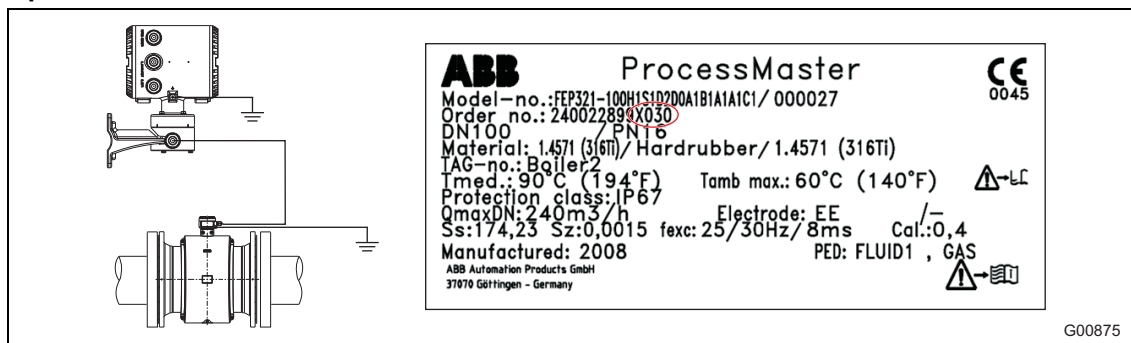 ABB ProcessMaster
CE
0045
Model-no.:FEP321-100H1S1D2D0A1B1A1A1C1/ 000027
Order no.: 240022899X030
DN100 /PN16
Material: 1.4571 (316Ti)/Hardrubber/1.4571 (316Ti)
TAG-no.: Boiler2
Tmed.: 90°C (194°F) Tamb max.: 60°C (140°F)
Protection class:IP67
QmaxDN: 240m3/h Electrode: EE /-
Ss:174,23 Sz:0,0015 fexc: 25/30Hz/ 8ms Cal.:0,4
Manufactured: 2008 PED: FLUID1 , GAS
ABB Automation Products GmbH
37070 Göttingen - Germany
G00875